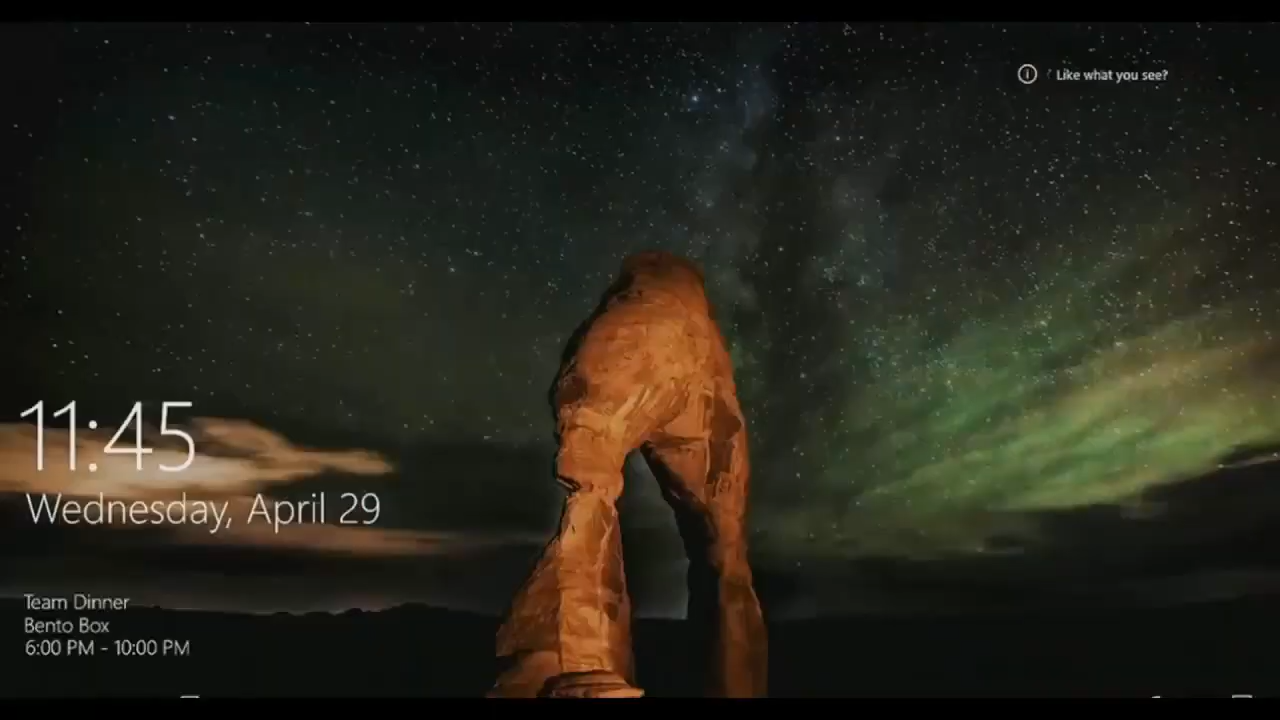 Like what you see?
11:45
Wednesday, April 29
Team Dinner
Bento Box
6:00 PM - 10:00 PM